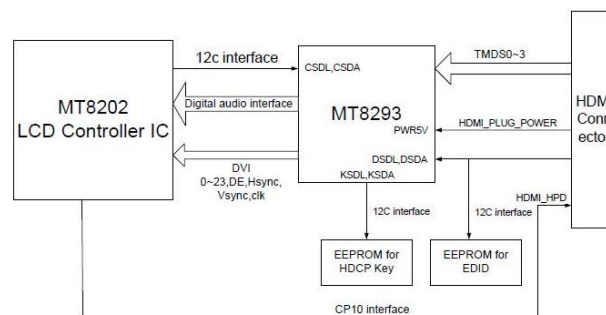 12c interface
TMDS0~3
CSDL,CSDA
MT8202
LCD Controller IC
Digital audio interface
MT8293
HDMI_PLUG_POWER
PWR5V
DVI
0~23,DE,Hsync,
Vsync,clk
DSDL,DSDA
KSDL,KSDA
12C interface
12C interface
HDMI_HPD
EEPROM for
HDCP Key
EEPROM for
EDID
CP10 interface